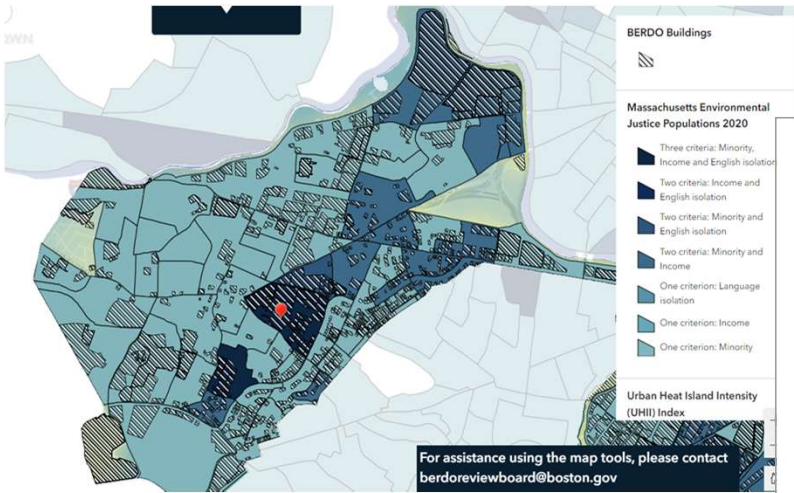 BERDO Buildings
Massachusetts Environmental
Justice Populations 2020
Three criteria: Minority,
Income and English isolation
Two criteria: Income and
English isolation
Two criteria: Minority and
English isolation
Two criteria: Minority and
Income
One criterion: Language
isolation
One criterion: Income
One criterion: Minority
Urban Heat Island Intensity
(UHII) Index
For assistance using the map tools, please contact
berdoreviewboard@boston.gov